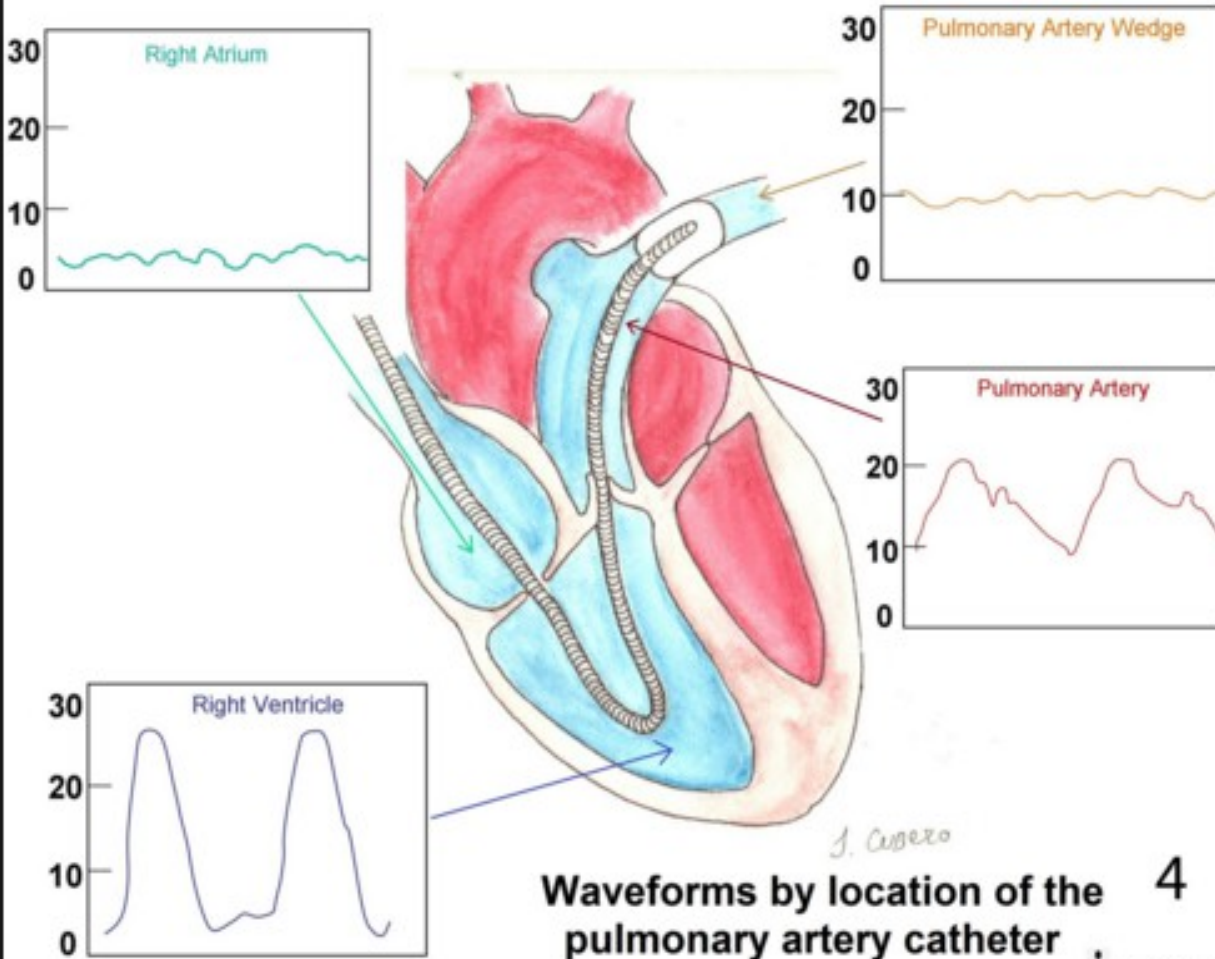 Right Atrium
30
20
10
0
Pulmonary Artery Wedge
30
20
10
0
Pulmonary Artery
30
20
10
0
Right Ventricle
30
20
10
0
J. Cubero
Waveforms by location of the
pulmonary artery catheter
4